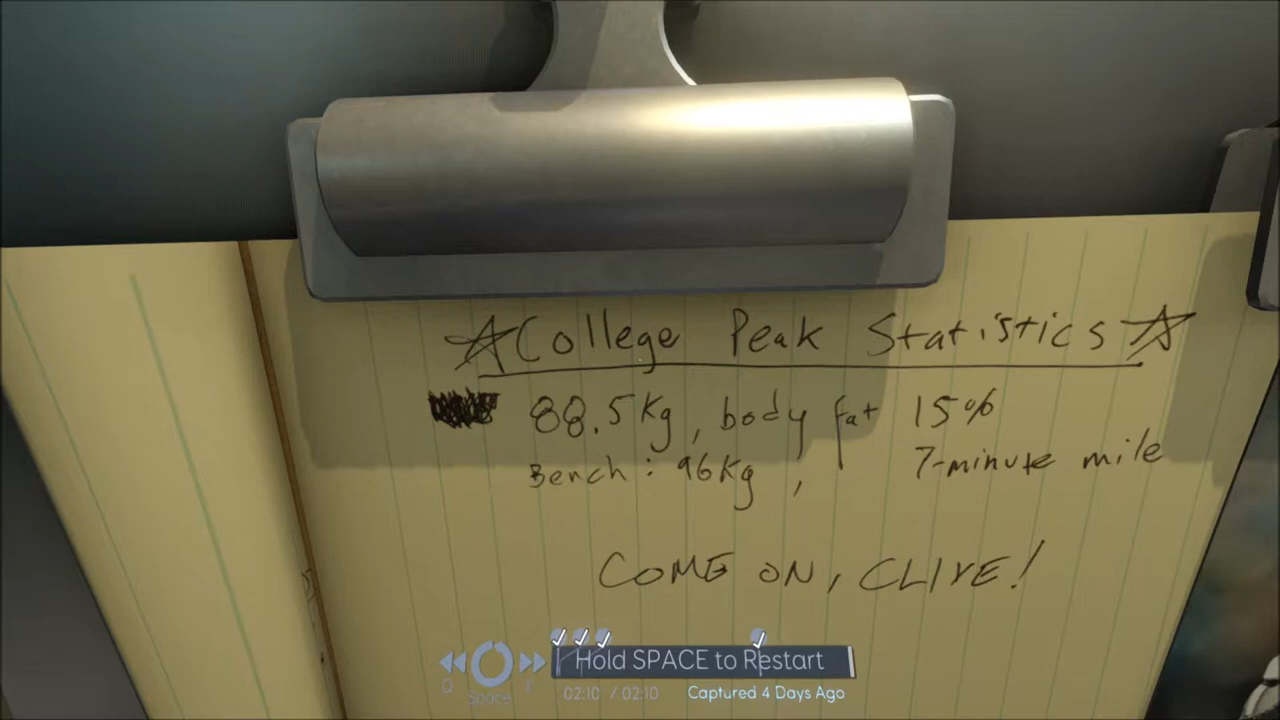 College Peak Statistics
88.5Kg, body fat 15%
Bench: 96Kg, 7-minute mile
COME ON, CLIVE!
Hold SPACE to Restart
Space
02:10 / 02:10 Captured 4 Days Ago